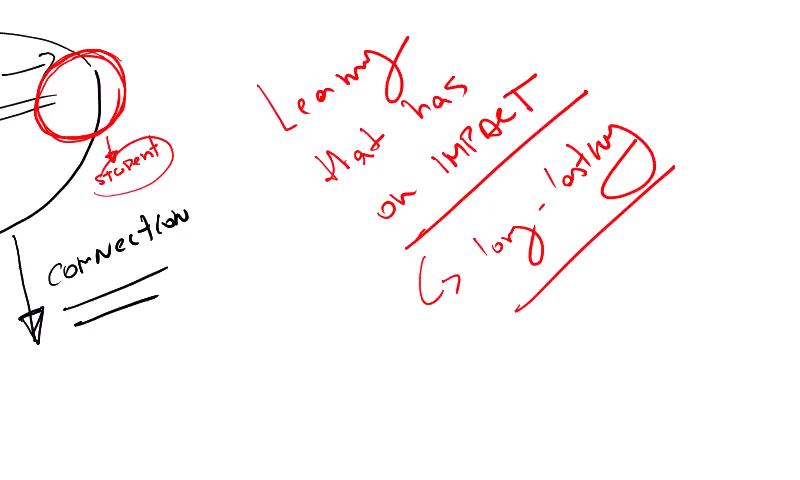 Learning
that has
an IMPACT
long-lasting
STUDENT
CONNECTION